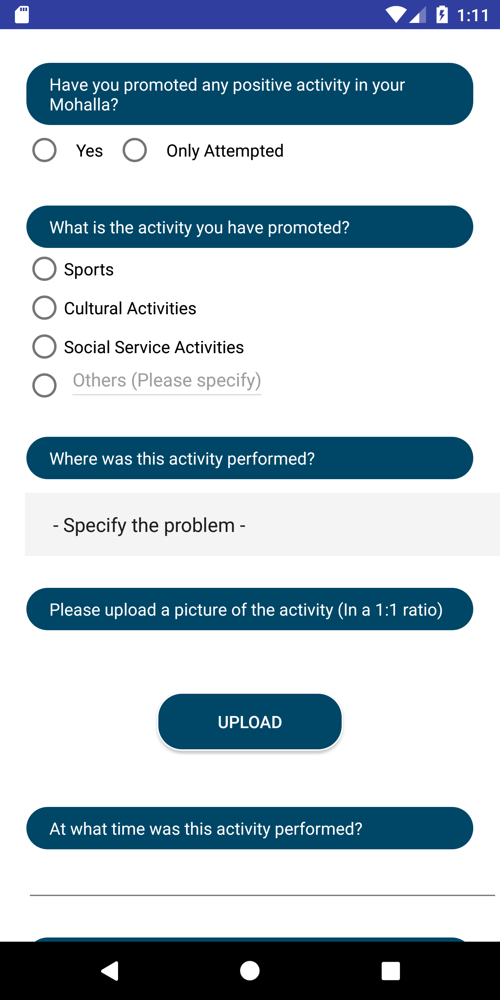 1:11
Have you promoted any positive activity in your
Mohalla?
Yes
Only Attempted
What is the activity you have promoted?
Sports
Cultural Activities
Social Service Activities
Others (Please specify)
Where was this activity performed?
- Specify the problem -
Please upload a picture of the activity (In a 1:1 ratio)
UPLOAD
At what time was this activity performed?